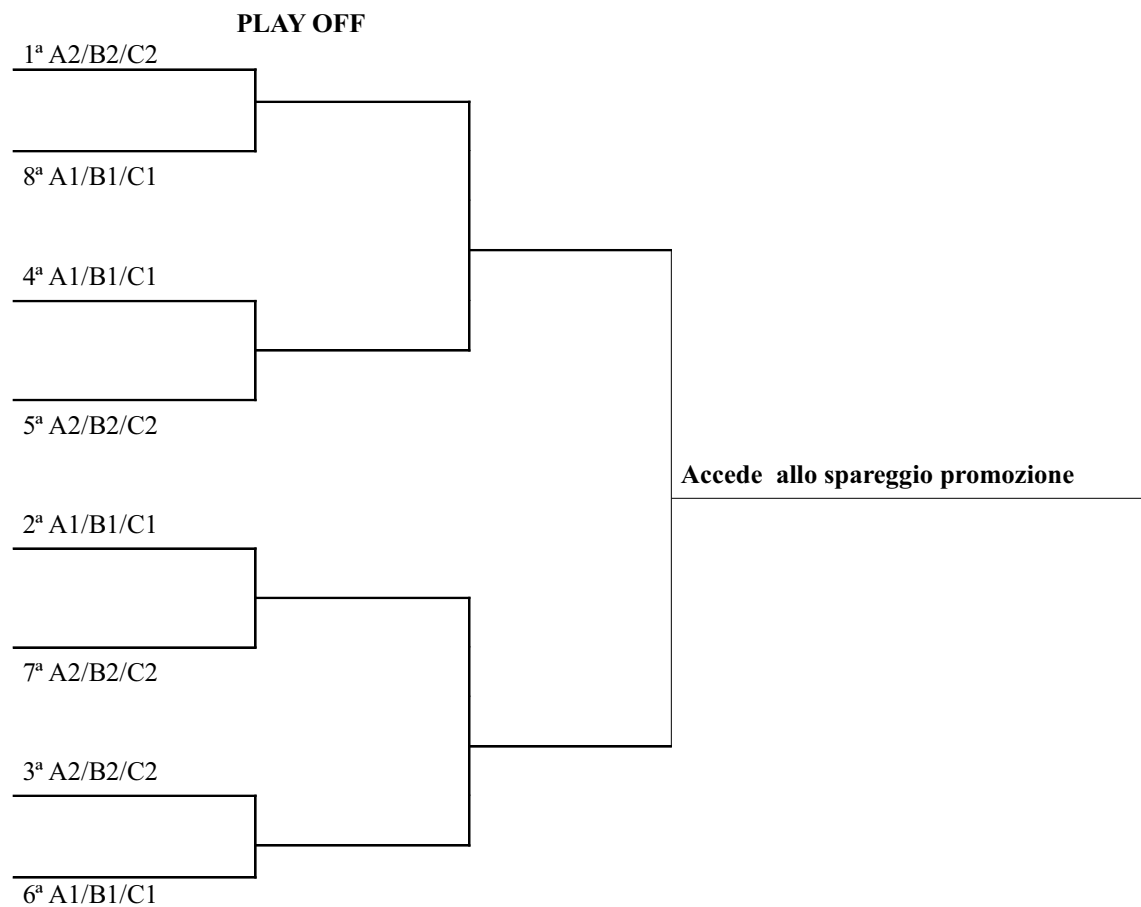 PLAY OFF
1ª A2/B2/C2
8ª A1/B1/C1
4ª A1/B1/C1
5ª A2/B2/C2
Accede allo spareggio promozione
2ª A1/B1/C1
7ª A2/B2/C2
3ª A2/B2/C2
6ª A1/B1/C1